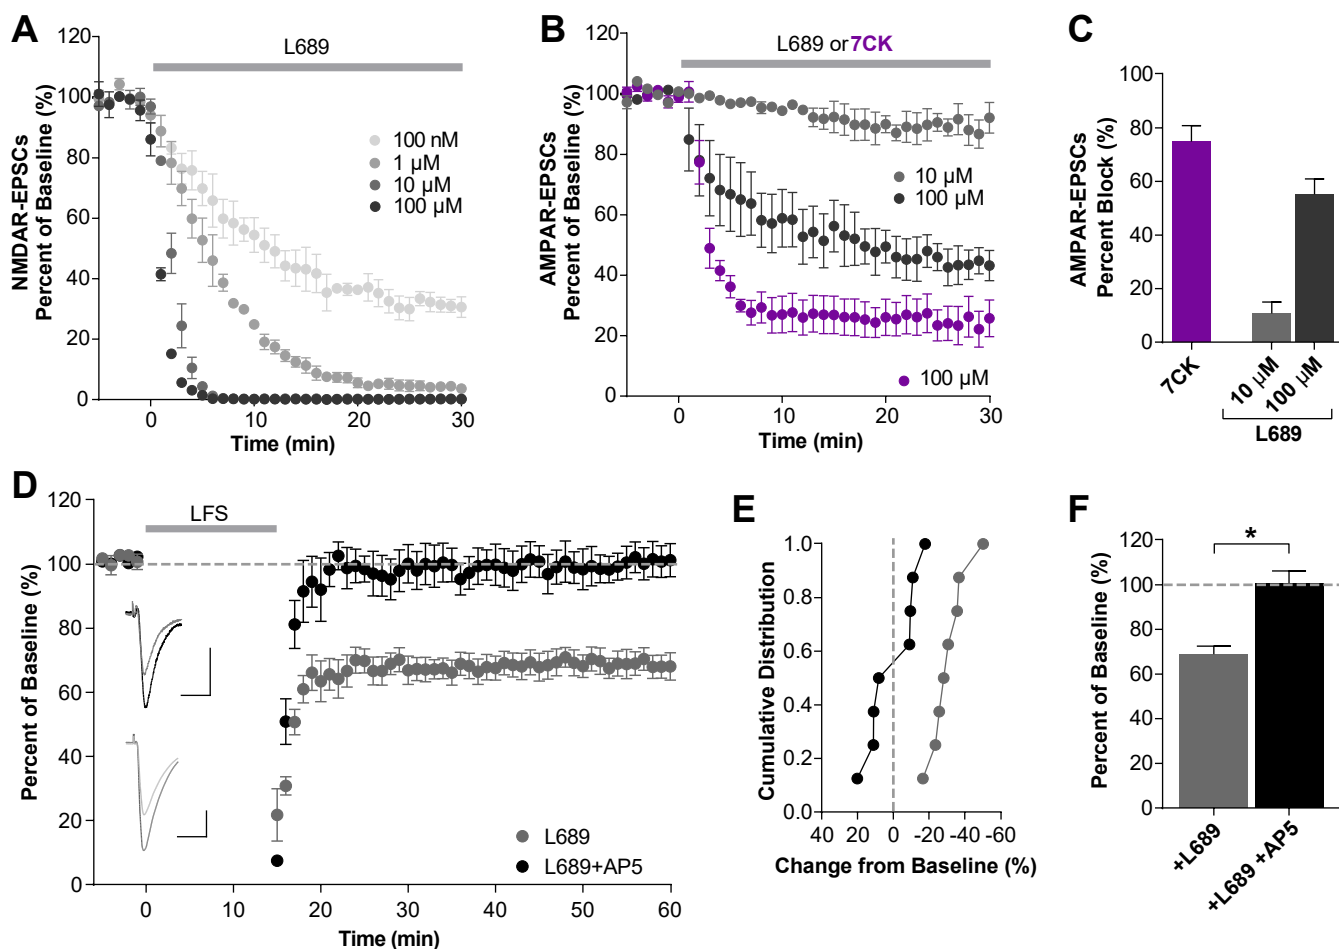 A
NMDAR-EPSCs
Percent of Baseline (%)
120
100
80
60
40
20
0
L689
100 nM
1 µM
10 µM
100 µM
0
10
20
30
Time (min)
B
AMPAR-EPSCs
Percent of Baseline (%)
120
100
80
60
40
20
0
L689 or 7CK
10 µM
100 µM
100 µM
0
10
20
30
Time (min)
C
AMPAR-EPSCs
Percent Block (%)
100
80
60
40
20
0
7CK
10 µM
100 µM
L689
D
Percent of Baseline (%)
120
100
80
60
40
20
0
LFS
L689
L689+AP5
0
10
20
30
40
50
60
Time (min)
E
Cumulative Distribution
1.0
0.8
0.6
0.4
0.2
0.0
40
20
0
-20
-40
-60
Change from Baseline (%)
F
Percent of Baseline (%)
120
100
80
60
40
20
0
*
+L689
+L689 +AP5